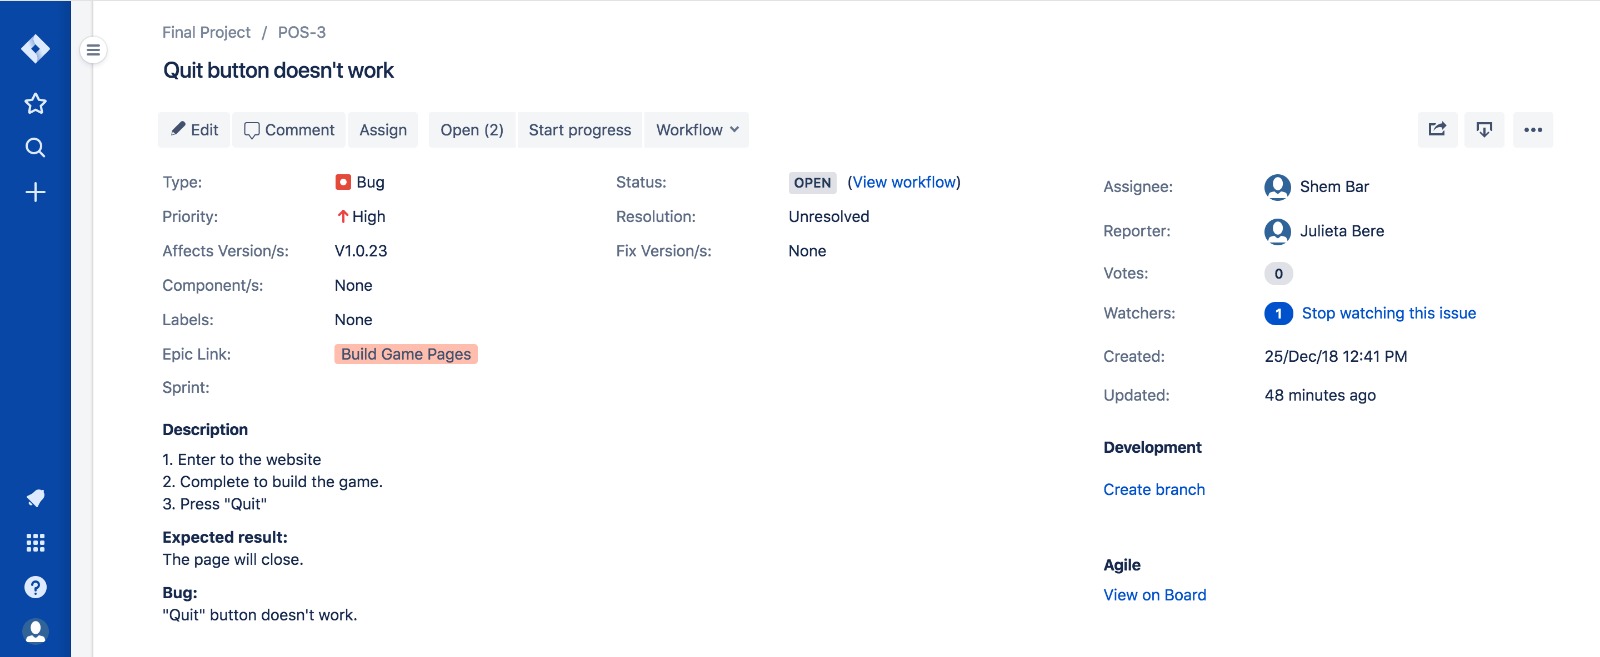 Final Project / POS-3
Quit button doesn't work
Edit Comment Assign Open (2) Start progress Workflow
Type: Bug
Priority: High
Affects Version/s: V1.0.23
Component/s: None
Labels: None
Epic Link: Build Game Pages
Sprint:
Status: OPEN (View workflow)
Resolution: Unresolved
Fix Version/s: None
Description
1. Enter to the website
2. Complete to build the game.
3. Press "Quit"
Expected result:
The page will close.
Bug:
"Quit" button doesn't work.
Assignee: Shem Bar
Reporter: Julieta Bere
Votes: 0
Watchers: 1 Stop watching this issue
Created: 25/Dec/18 12:41 PM
Updated: 48 minutes ago
Development
Create branch
Agile
View on Board